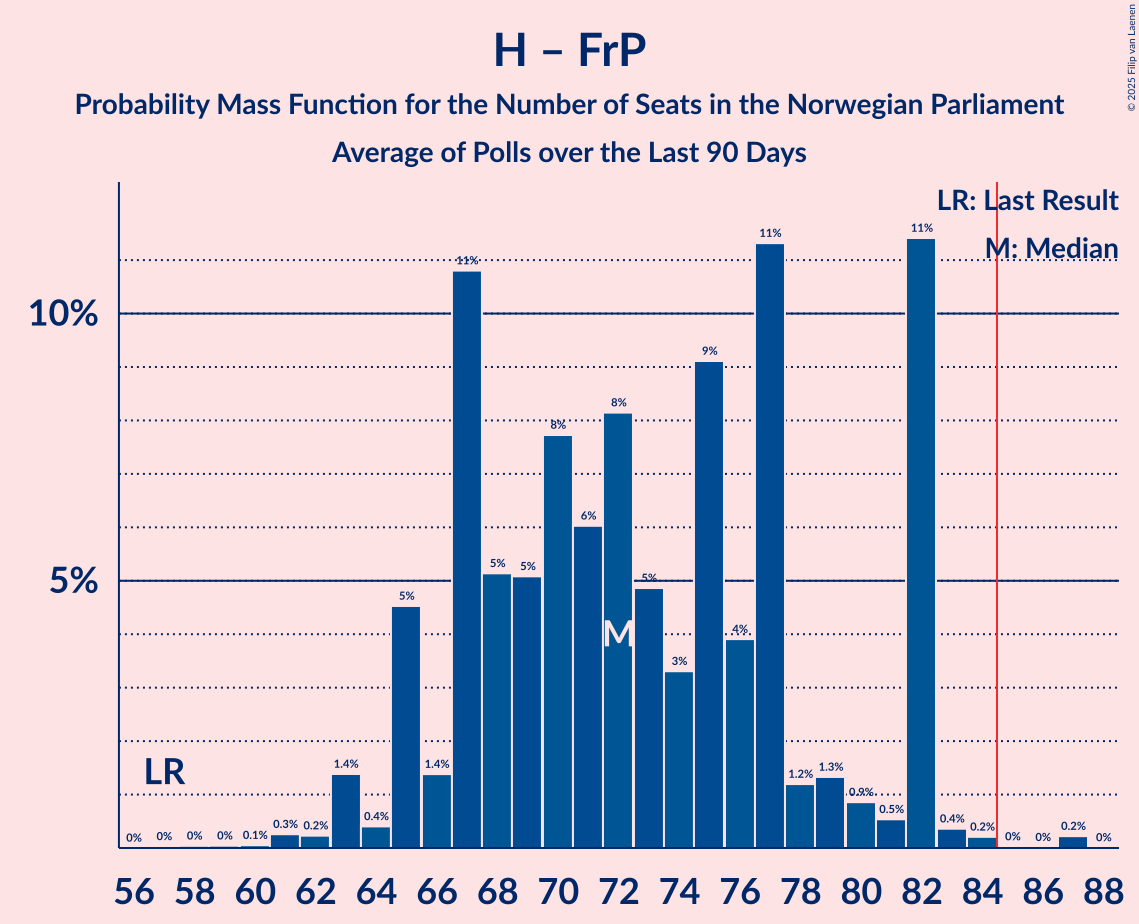 © 2025 Filip van Laenen
H – FrP
Probability Mass Function for the Number of Seats in the Norwegian Parliament
Average of Polls over the Last 90 Days
LR: Last Result
M: Median
10%
5%
LR
M
0% 0% 0% 0% 0.1% 0.3% 0.2% 1.4% 0.4% 5% 1.4% 11% 5% 5% 8% 6% 8% 5% 3% 9% 4% 11% 1.2% 1.3% 0.9% 0.5% 11% 0.4% 0.2% 0% 0% 0.2% 0%
56 58 60 62 64 66 68 70 72 74 76 78 80 82 84 86 88